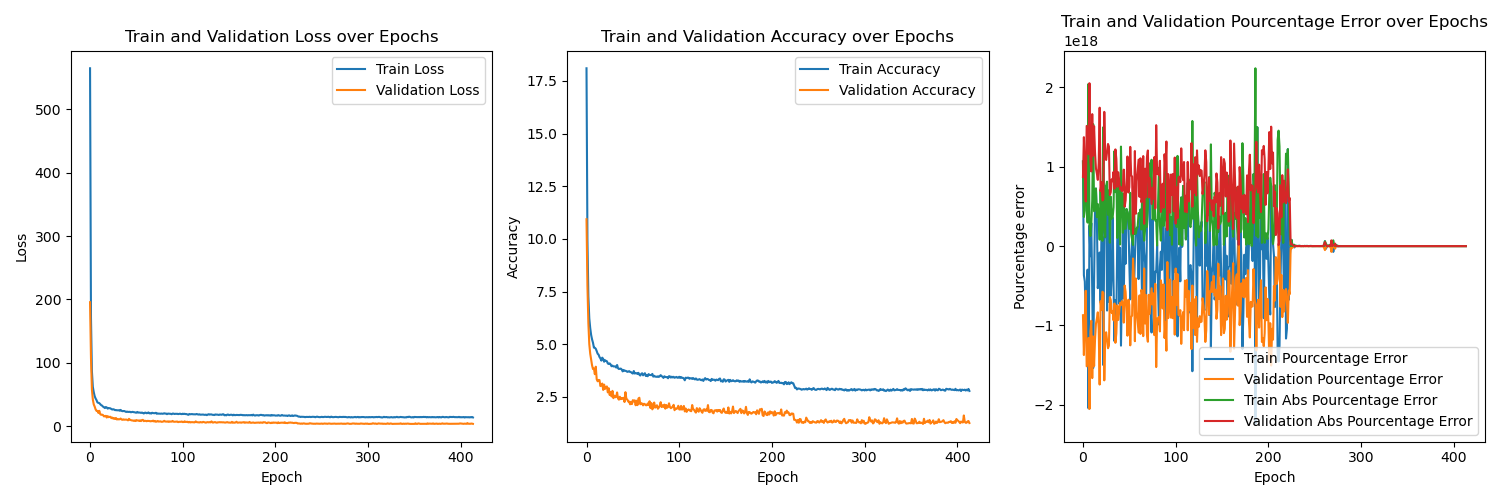 Train and Validation Loss over Epochs
Train Loss
Validation Loss
500
400
300
200
100
0
Loss
0
100
200
300
400
Epoch
Train and Validation Accuracy over Epochs
Train Accuracy
Validation Accuracy
17.5
15.0
12.5
10.0
7.5
5.0
2.5
Accuracy
0
100
200
300
400
Epoch
Train and Validation Pourcentage Error over Epochs
1e18
2
1
0
−1
−2
Pourcentage error
Train Pourcentage Error
Validation Pourcentage Error
Train Abs Pourcentage Error
Validation Abs Pourcentage Error
0
100
200
300
400
Epoch